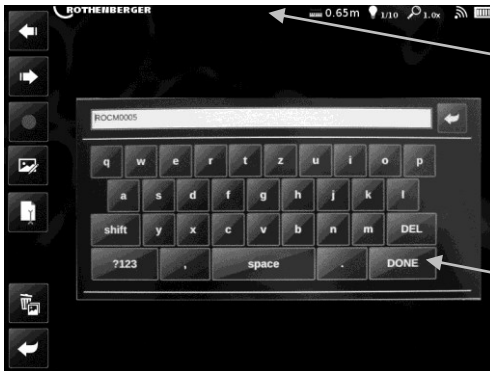 ROTHENBERGER 0.65m 1/10 1.0x
ROCM0005
q w e r t z u i o p
a s d f g h j k l
shift y x c v b n m DEL
?123 , space . DONE